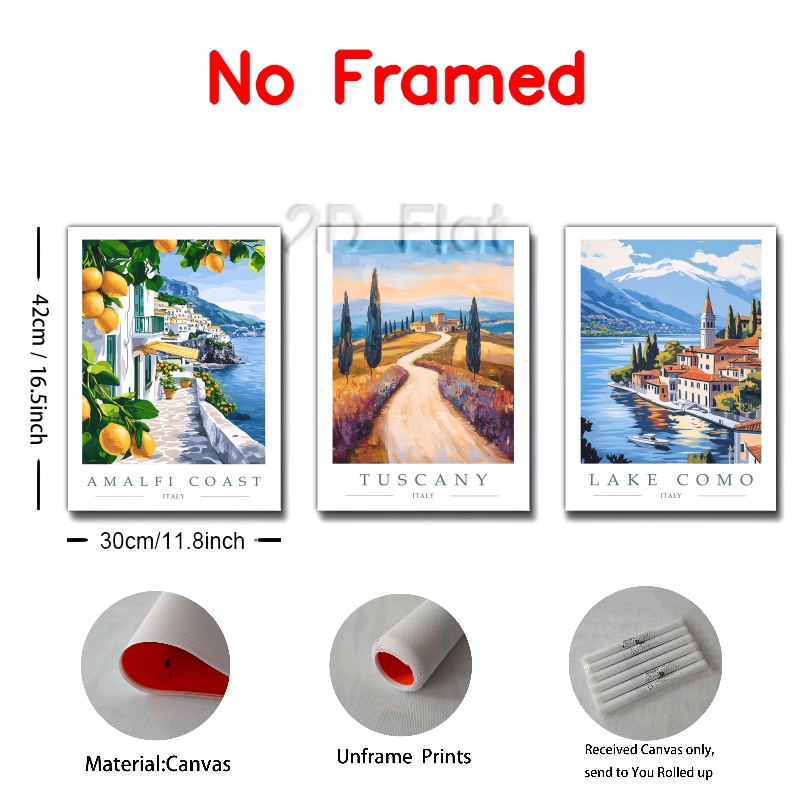 No Framed
2D Flat
42cm / 16.5inch
AMALFI COAST
ITALY
TUSCANY
ITALY
LAKE COMO
ITALY
30cm/11.8inch
Material:Canvas
Unframe Prints
Received Canvas only,
send to You Rolled up